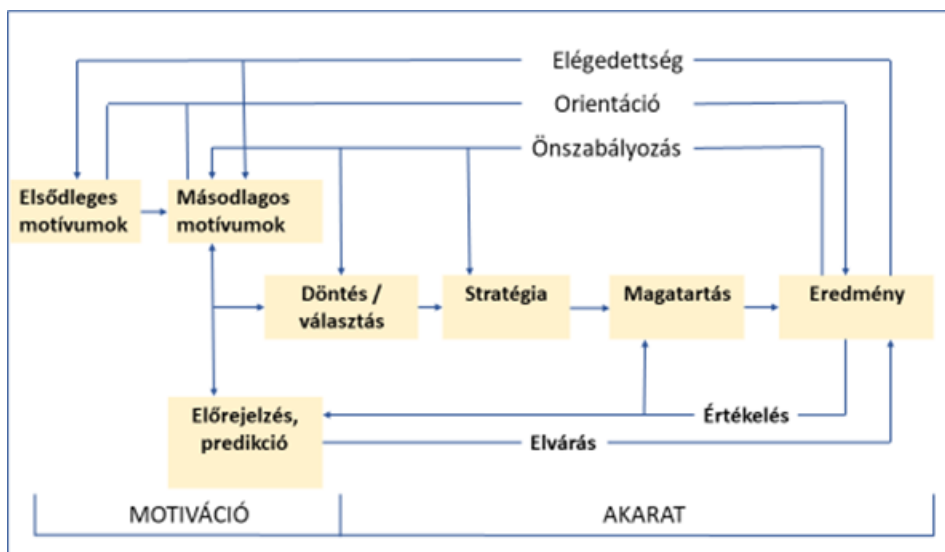 Elégedettség
Orientáció
Önszabályozás
Elsődleges
motívumok
Másodlagos
motívumok
Döntés /
választás
Stratégia
Magatartás
Eredmény
Előrejelzés,
predikció
Értékelés
Elvárás
MOTIVÁCIÓ
AKARAT